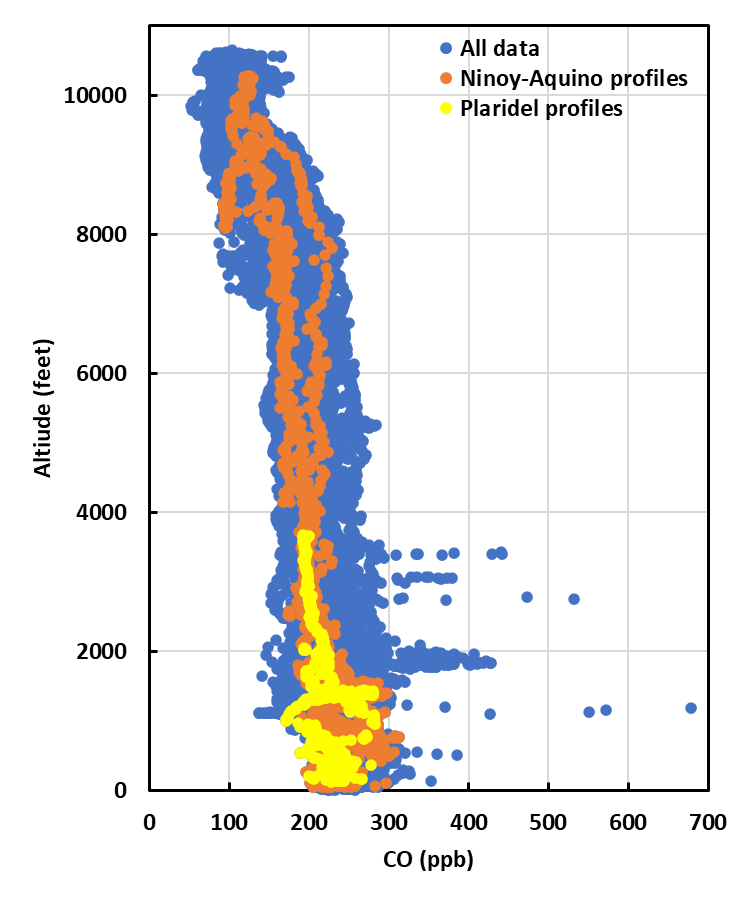 All data
Ninoy-Aquino profiles
Plaridel profiles
10000
8000
6000
4000
2000
0
Altiude (feet)
0 100 200 300 400 500 600 700
CO (ppb)